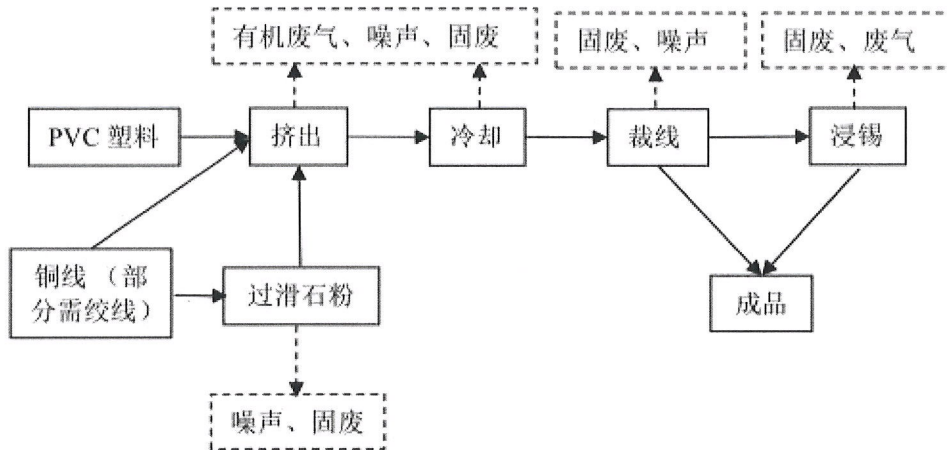 有机废气、噪声、固废
固废、噪声
固废、废气
PVC 塑料
挤出
冷却
裁线
浸锡
铜线 （部
分需绞线）
过滑石粉
成品
噪声、固废